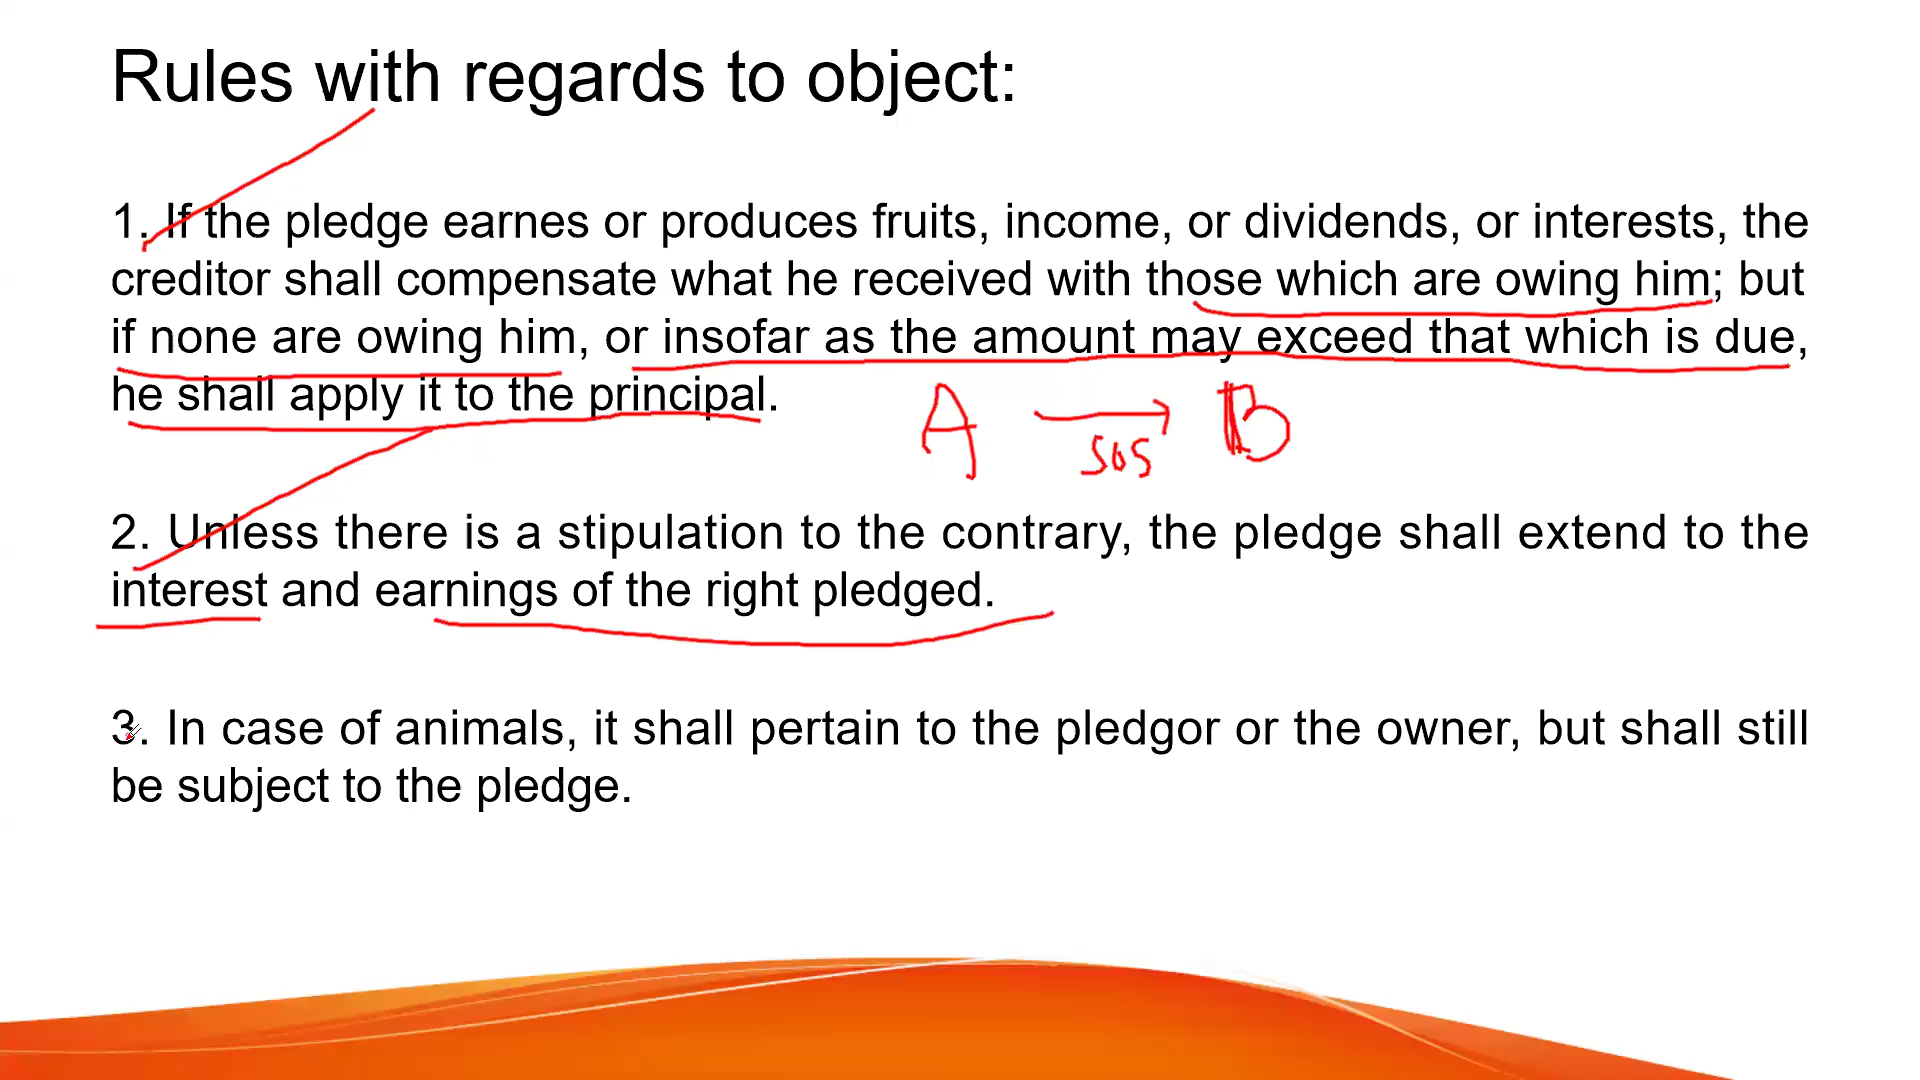 Rules with regards to object:
1. If the pledge earnes or produces fruits, income, or dividends, or interests, the
creditor shall compensate what he received with those which are owing him; but
if none are owing him, or insofar as the amount may exceed that which is due,
he shall apply it to the principal.
A B
SOS
2. Unless there is a stipulation to the contrary, the pledge shall extend to the
interest and earnings of the right pledged.
3. In case of animals, it shall pertain to the pledgor or the owner, but shall still
be subject to the pledge.